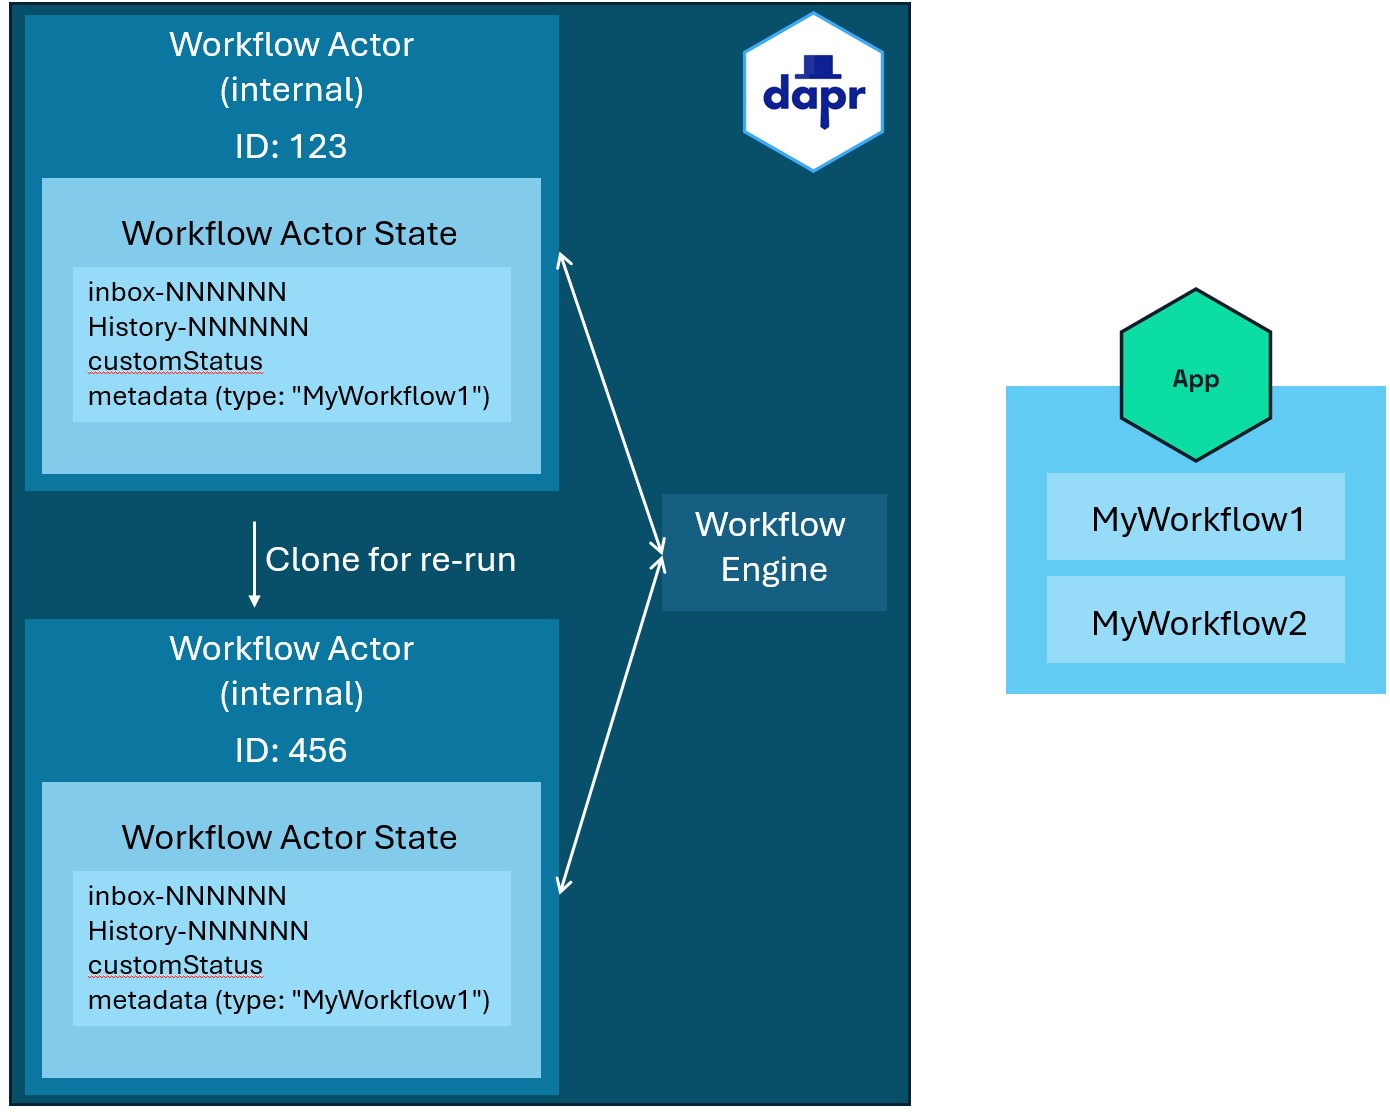 Workflow Actor
(internal)
ID: 123
Workflow Actor State
inbox-NNNNNN
History-NNNNNN
customStatus
metadata (type: "MyWorkflow1")
Clone for re-run
Workflow Actor
(internal)
ID: 456
Workflow Actor State
inbox-NNNNNN
History-NNNNNN
customStatus
metadata (type: "MyWorkflow1")
dapr
Workflow
Engine
App
MyWorkflow1
MyWorkflow2